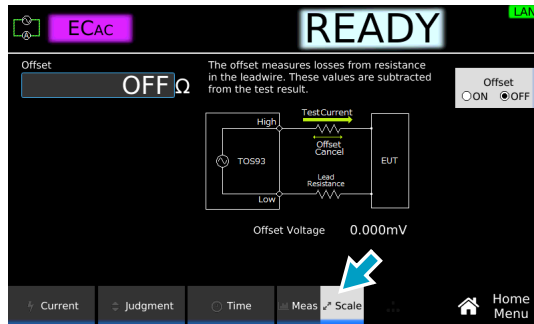 LAN
ECAC
READY
Offset
OFF Ω
The offset measures losses from resistance
in the leadwire. These values are subtracted
from the test result.
Offset
ON OFF
TestCurrent
High
Offset
Cancel
TOS93
EUT
Lead
Resistance
Low
Offset Voltage 0.000mV
Current
Judgment
Time
Meas
Scale
Home
Menu